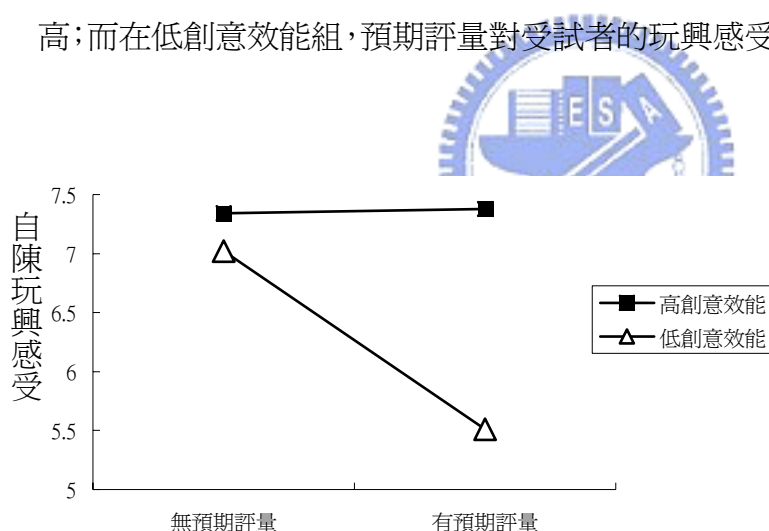 高；而在低創意效能組，預期評量對受試者的玩興感受
ESA
7.5
7
6.5
6
5.5
5
自陳玩興感受
無預期評量
有預期評量
高創意效能
低創意效能